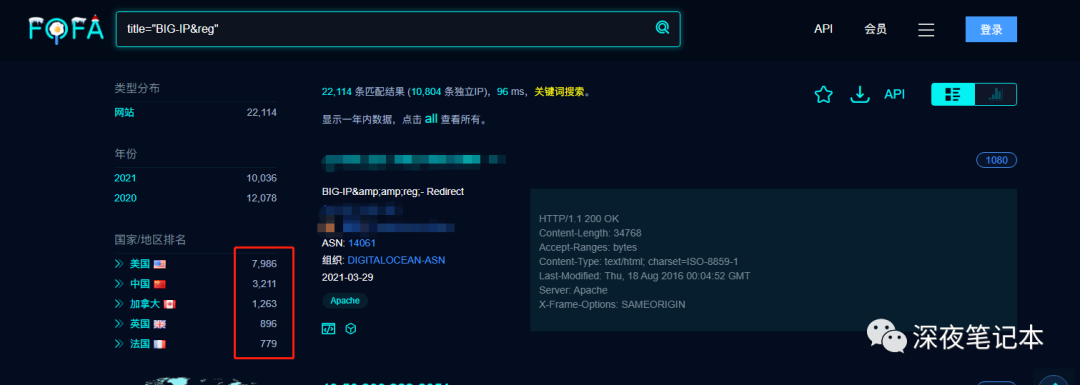 FOFA
title="BIG-IP&reg"
API
会员
登录
类型分布
网站 22,114
年份
2021 10,036
2020 12,078
国家/地区排名
美国 7,986
中国 3,211
加拿大 1,263
英国 896
法国 779
22,114 条匹配结果 (10,804 条独立IP)，96 ms，关键词搜索。
显示一年内数据，点击 all 查看所有。
API
1080
BIG-IP&amp;amp;reg;- Redirect
ASN: 14061
组织: DIGITALOCEAN-ASN
2021-03-29
Apache
HTTP/1.1 200 OK
Content-Length: 34768
Accept-Ranges: bytes
Content-Type: text/html; charset=ISO-8859-1
Last-Modified: Thu, 18 Aug 2016 00:04:52 GMT
Server: Apache
X-Frame-Options: SAMEORIGIN
深夜笔记本